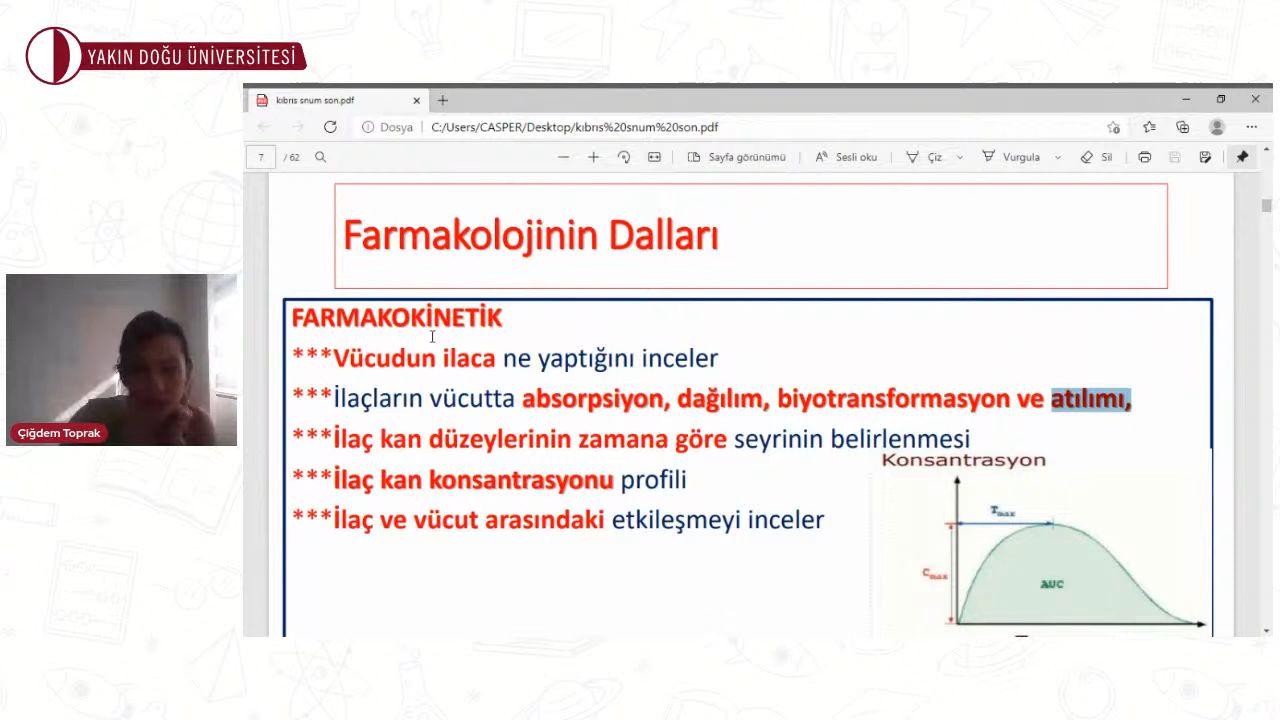 YAKIN DOĞU ÜNİVERSİTESİ
kıbrıs snum son.pdf
Dosya C:/Users/CASPER/Desktop/kıbrıs%20snum%20son.pdf
7 / 62 Sayfa görünümü Sesli oku Çiz Vurgula Sil
Farmakolojinin Dalları
FARMAKOKİNETİK
***Vücudun ilaca ne yaptığını inceler
***İlaçların vücutta absorpsiyon, dağılım, biyotransformasyon ve atılımı,
***İlaç kan düzeylerinin zamana göre seyrinin belirlenmesi
***İlaç kan konsantrasyonu profili
***İlaç ve vücut arasındaki etkileşmeyi inceler
Konsantrasyon
Tmax
Cmax
AUC
Çiğdem Toprak